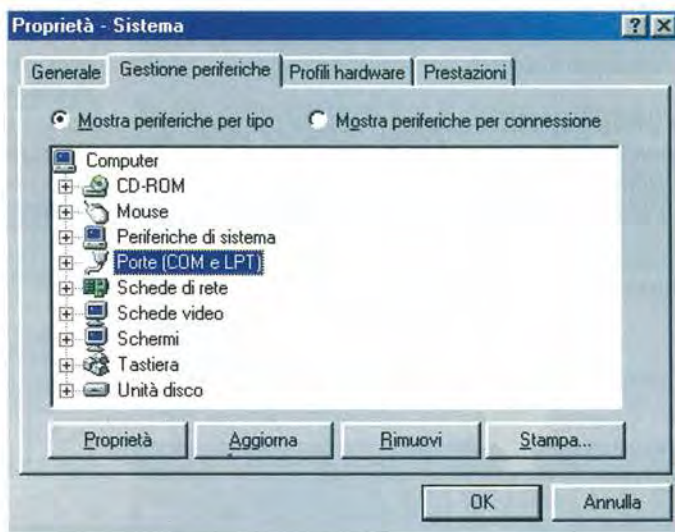 Proprietà - Sistema
Generale Gestione periferiche Profili hardware Prestazioni
Mostra periferiche per tipo Mostra periferiche per connessione
Computer
CD-ROM
Mouse
Periferiche di sistema
Porte (COM e LPT)
Schede di rete
Schede video
Schermi
Tastiera
Unità disco
Proprietà Aggiorna Rimuovi Stampa...
OK Annulla